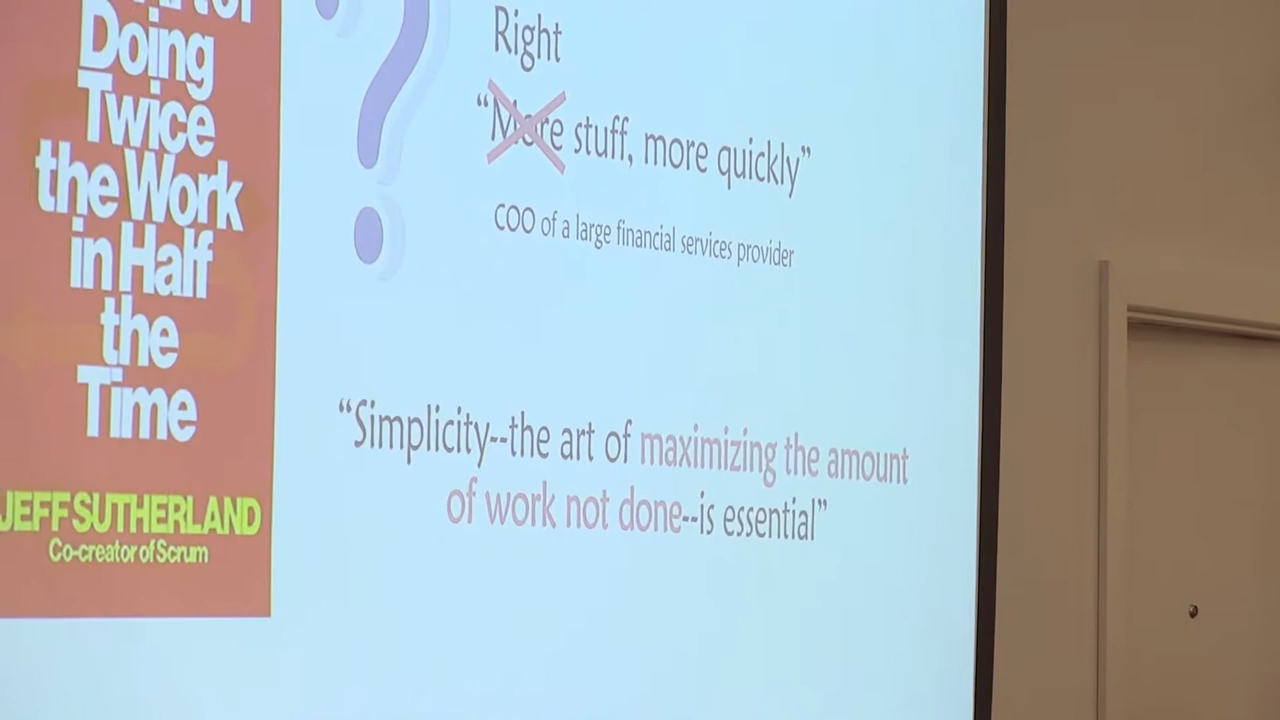 Doing
Twice
the Work
in Half
the
Time
JEFF SUTHERLAND
Co-creator of Scrum
Right
“More stuff, more quickly”
COO of a large financial services provider
“Simplicity--the art of maximizing the amount
of work not done--is essential”